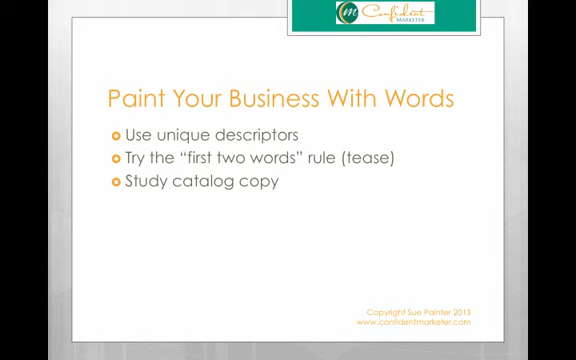 m Confident
MARKETER
Paint Your Business With Words
Use unique descriptors
Try the “first two words” rule (tease)
Study catalog copy
Copyright Sue Painter 2013
www.confidentmarketer.com